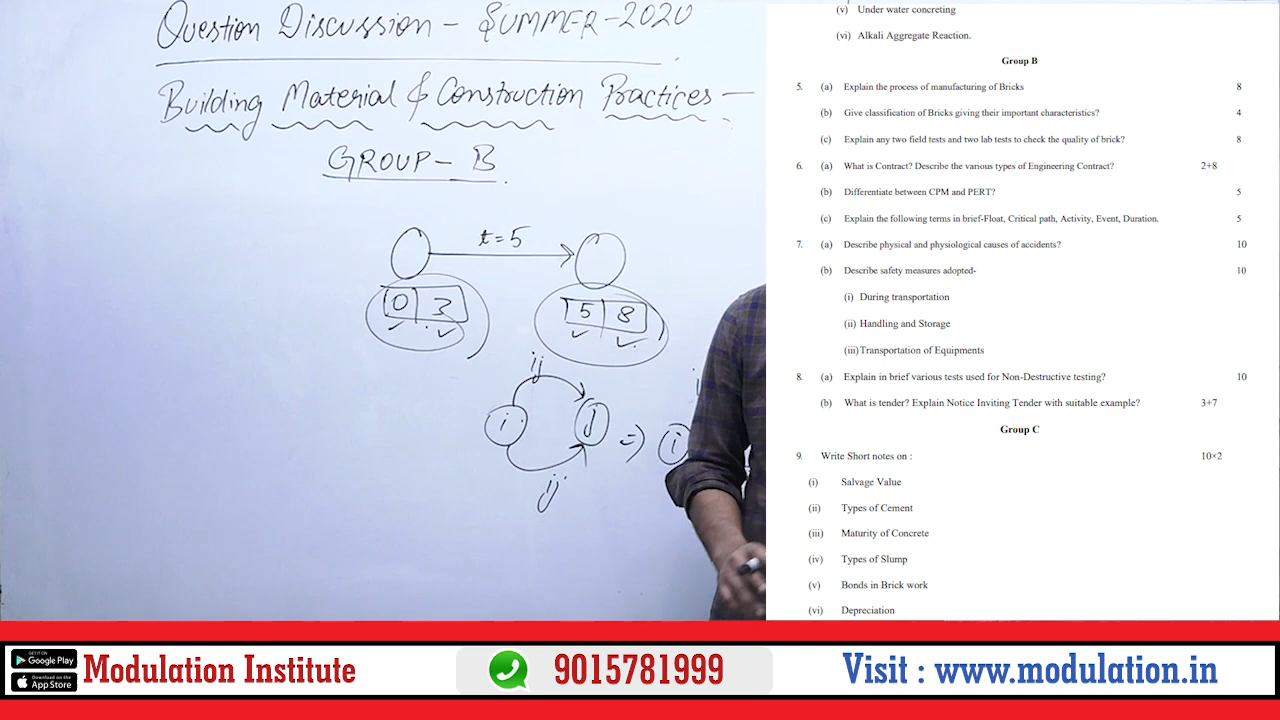 Question Discussion - SUMMER-2020
Building Material & Construction Practices -
GROUP - B
t=5
0 3
5 8
ij
i j => i
ij
(v) Under water concreting
(vi) Alkali Aggregate Reaction.
Group B
5. (a) Explain the process of manufacturing of Bricks 8
(b) Give classification of Bricks giving their important characteristics? 4
(c) Explain any two field tests and two lab tests to check the quality of brick? 8
6. (a) What is Contract? Describe the various types of Engineering Contract? 2+8
(b) Differentiate between CPM and PERT? 5
(c) Explain the following terms in brief-Float, Critical path, Activity, Event, Duration. 5
7. (a) Describe physical and physiological causes of accidents? 10
(b) Describe safety measures adopted- 10
(i) During transportation
(ii) Handling and Storage
(iii)Transportation of Equipments
8. (a) Explain in brief various tests used for Non-Destructive testing? 10
(b) What is tender? Explain Notice Inviting Tender with suitable example? 3+7
Group C
9. Write Short notes on : 10×2
(i) Salvage Value
(ii) Types of Cement
(iii) Maturity of Concrete
(iv) Types of Slump
(v) Bonds in Brick work
(vi) Depreciation
GET IT ON
Google Play
Download on the
App Store
Modulation Institute
9015781999
Visit : www.modulation.in